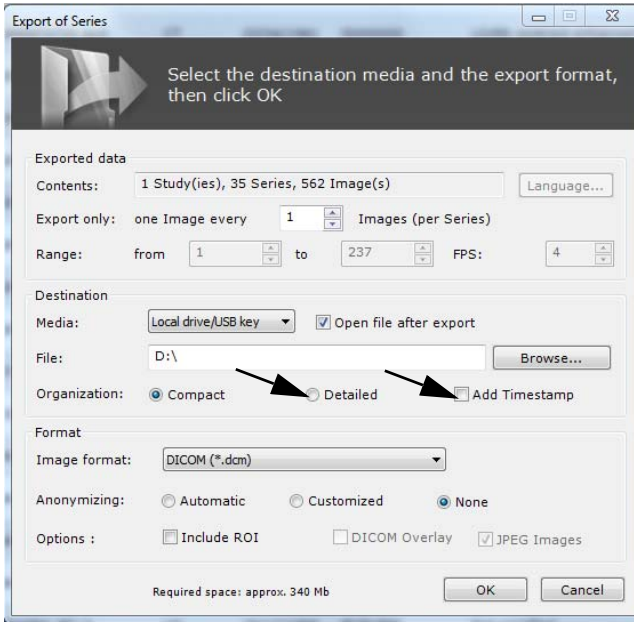 Export of Series
Select the destination media and the export format,
then click OK
Exported data
Contents: 1 Study(ies), 35 Series, 562 Image(s) Language...
Export only: one Image every 1 Images (per Series)
Range: from 1 to 237 FPS: 4
Destination
Media: Local drive/USB key Open file after export
File: D:\ Browse...
Organization: Compact Detailed Add Timestamp
Format
Image format: DICOM (*.dcm)
Anonymizing: Automatic Customized None
Options : Include ROI DICOM Overlay JPEG Images
Required space: approx. 340 Mb OK Cancel